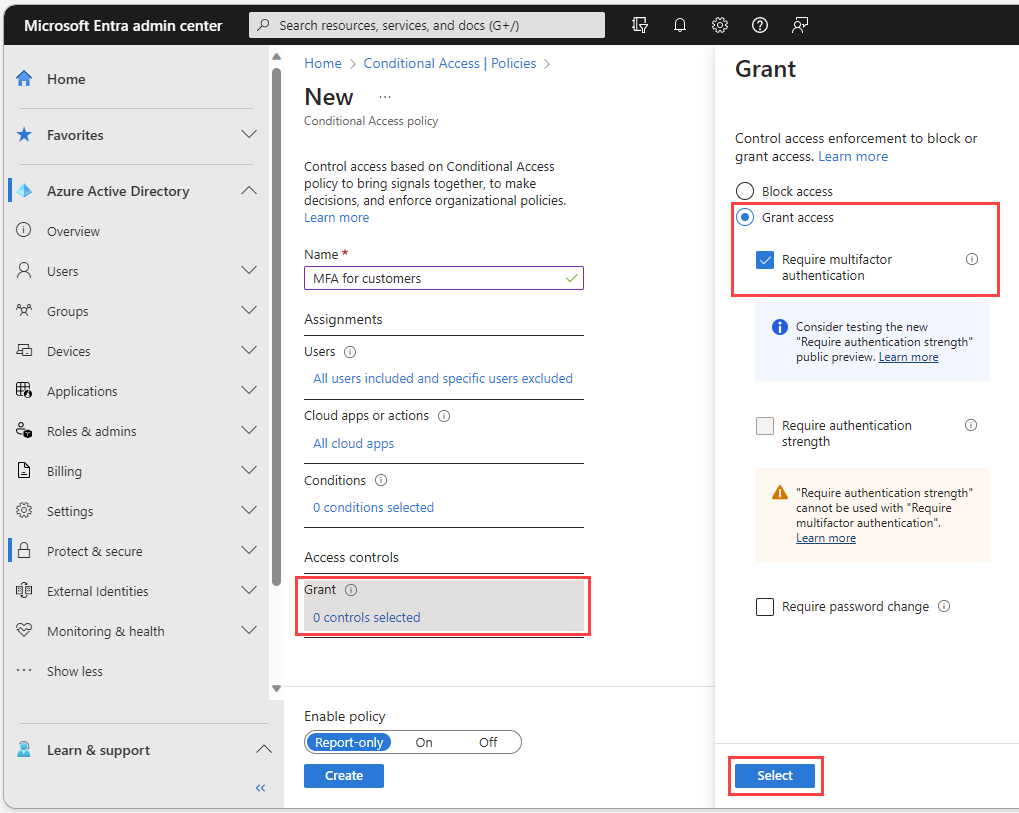 Microsoft Entra admin center
Search resources, services, and docs (G+/)
Home
Favorites
Azure Active Directory
Overview
Users
Groups
Devices
Applications
Roles & admins
Billing
Settings
Protect & secure
External Identities
Monitoring & health
Show less
Learn & support
Home > Conditional Access | Policies >
New ...
Conditional Access policy
Control access based on Conditional Access
policy to bring signals together, to make
decisions, and enforce organizational policies.
Learn more
Name *
MFA for customers
Assignments
Users
All users included and specific users excluded
Cloud apps or actions
All cloud apps
Conditions
0 conditions selected
Access controls
Grant
0 controls selected
Enable policy
Report-only On Off
Create
Grant
Control access enforcement to block or
grant access. Learn more
Block access
Grant access
Require multifactor
authentication
Consider testing the new
"Require authentication strength"
public preview. Learn more
Require authentication
strength
"Require authentication strength"
cannot be used with "Require
multifactor authentication".
Learn more
Require password change
Select